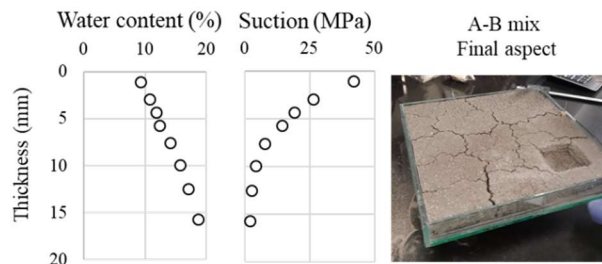 Water content (%)
Suction (MPa)
A-B mix
Final aspect
0 10 20
0 25 50
Thickness (mm)
0
5
10
15
20